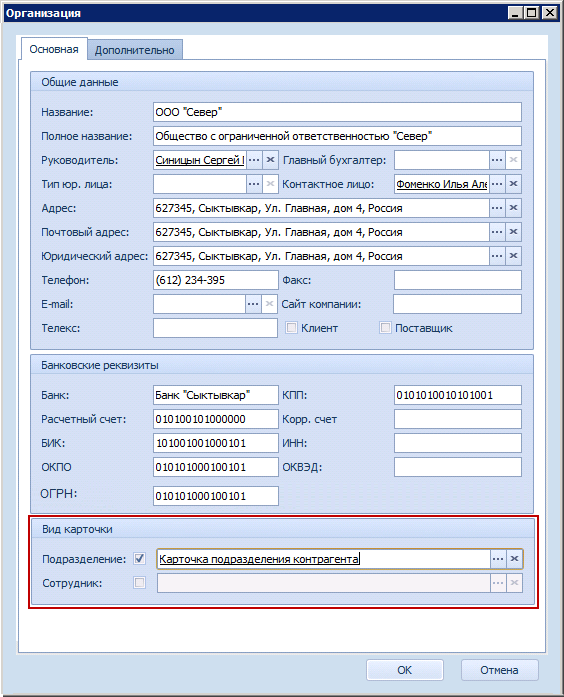 Организация
Основная Дополнительно
Общие данные
Название: ООО "Север"
Полное название: Общество с ограниченной ответственностью "Север"
Руководитель: Синицын Сергей Главный бухгалтер:
Тип юр. лица: Контактное лицо: Фоменко Илья Але
Адрес: 627345, Сыктывкар, Ул. Главная, дом 4, Россия
Почтовый адрес: 627345, Сыктывкар, Ул. Главная, дом 4, Россия
Юридический адрес: 627345, Сыктывкар, Ул. Главная, дом 4, Россия
Телефон: (612) 234-395 Факс:
E-mail: Сайт компании:
Телекс: Клиент Поставщик
Банковские реквизиты
Банк: Банк "Сыктывкар" КПП: 0101010010101001
Расчетный счет: 010100101000000 Корр. счет
БИК: 101001001000101 ИНН:
ОКПО 010101000100101 ОКВЭД:
ОГРН: 010101000100101
Вид карточки
Подразделение: Карточка подразделения контрагента
Сотрудник:
ОК Отмена